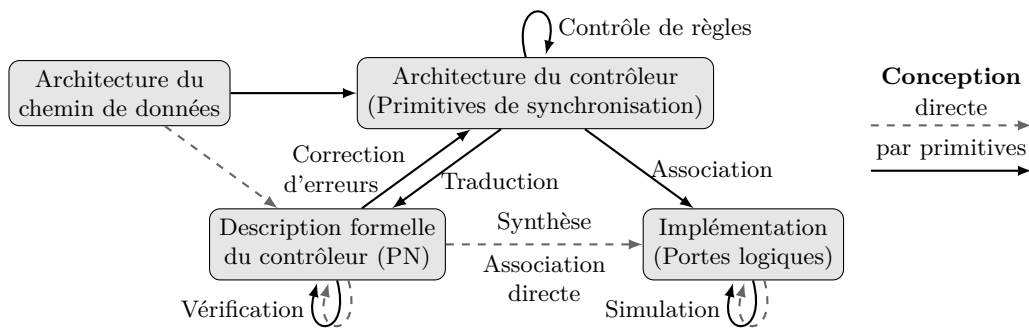 Contrôle de règles
Architecture du
chemin de données
Architecture du contrôleur
(Primitives de synchronisation)
Conception
directe
par primitives
Correction
d'erreurs
Traduction
Association
Description formelle
du contrôleur (PN)
Synthèse
Association
directe
Implémentation
(Portes logiques)
Vérification
Simulation